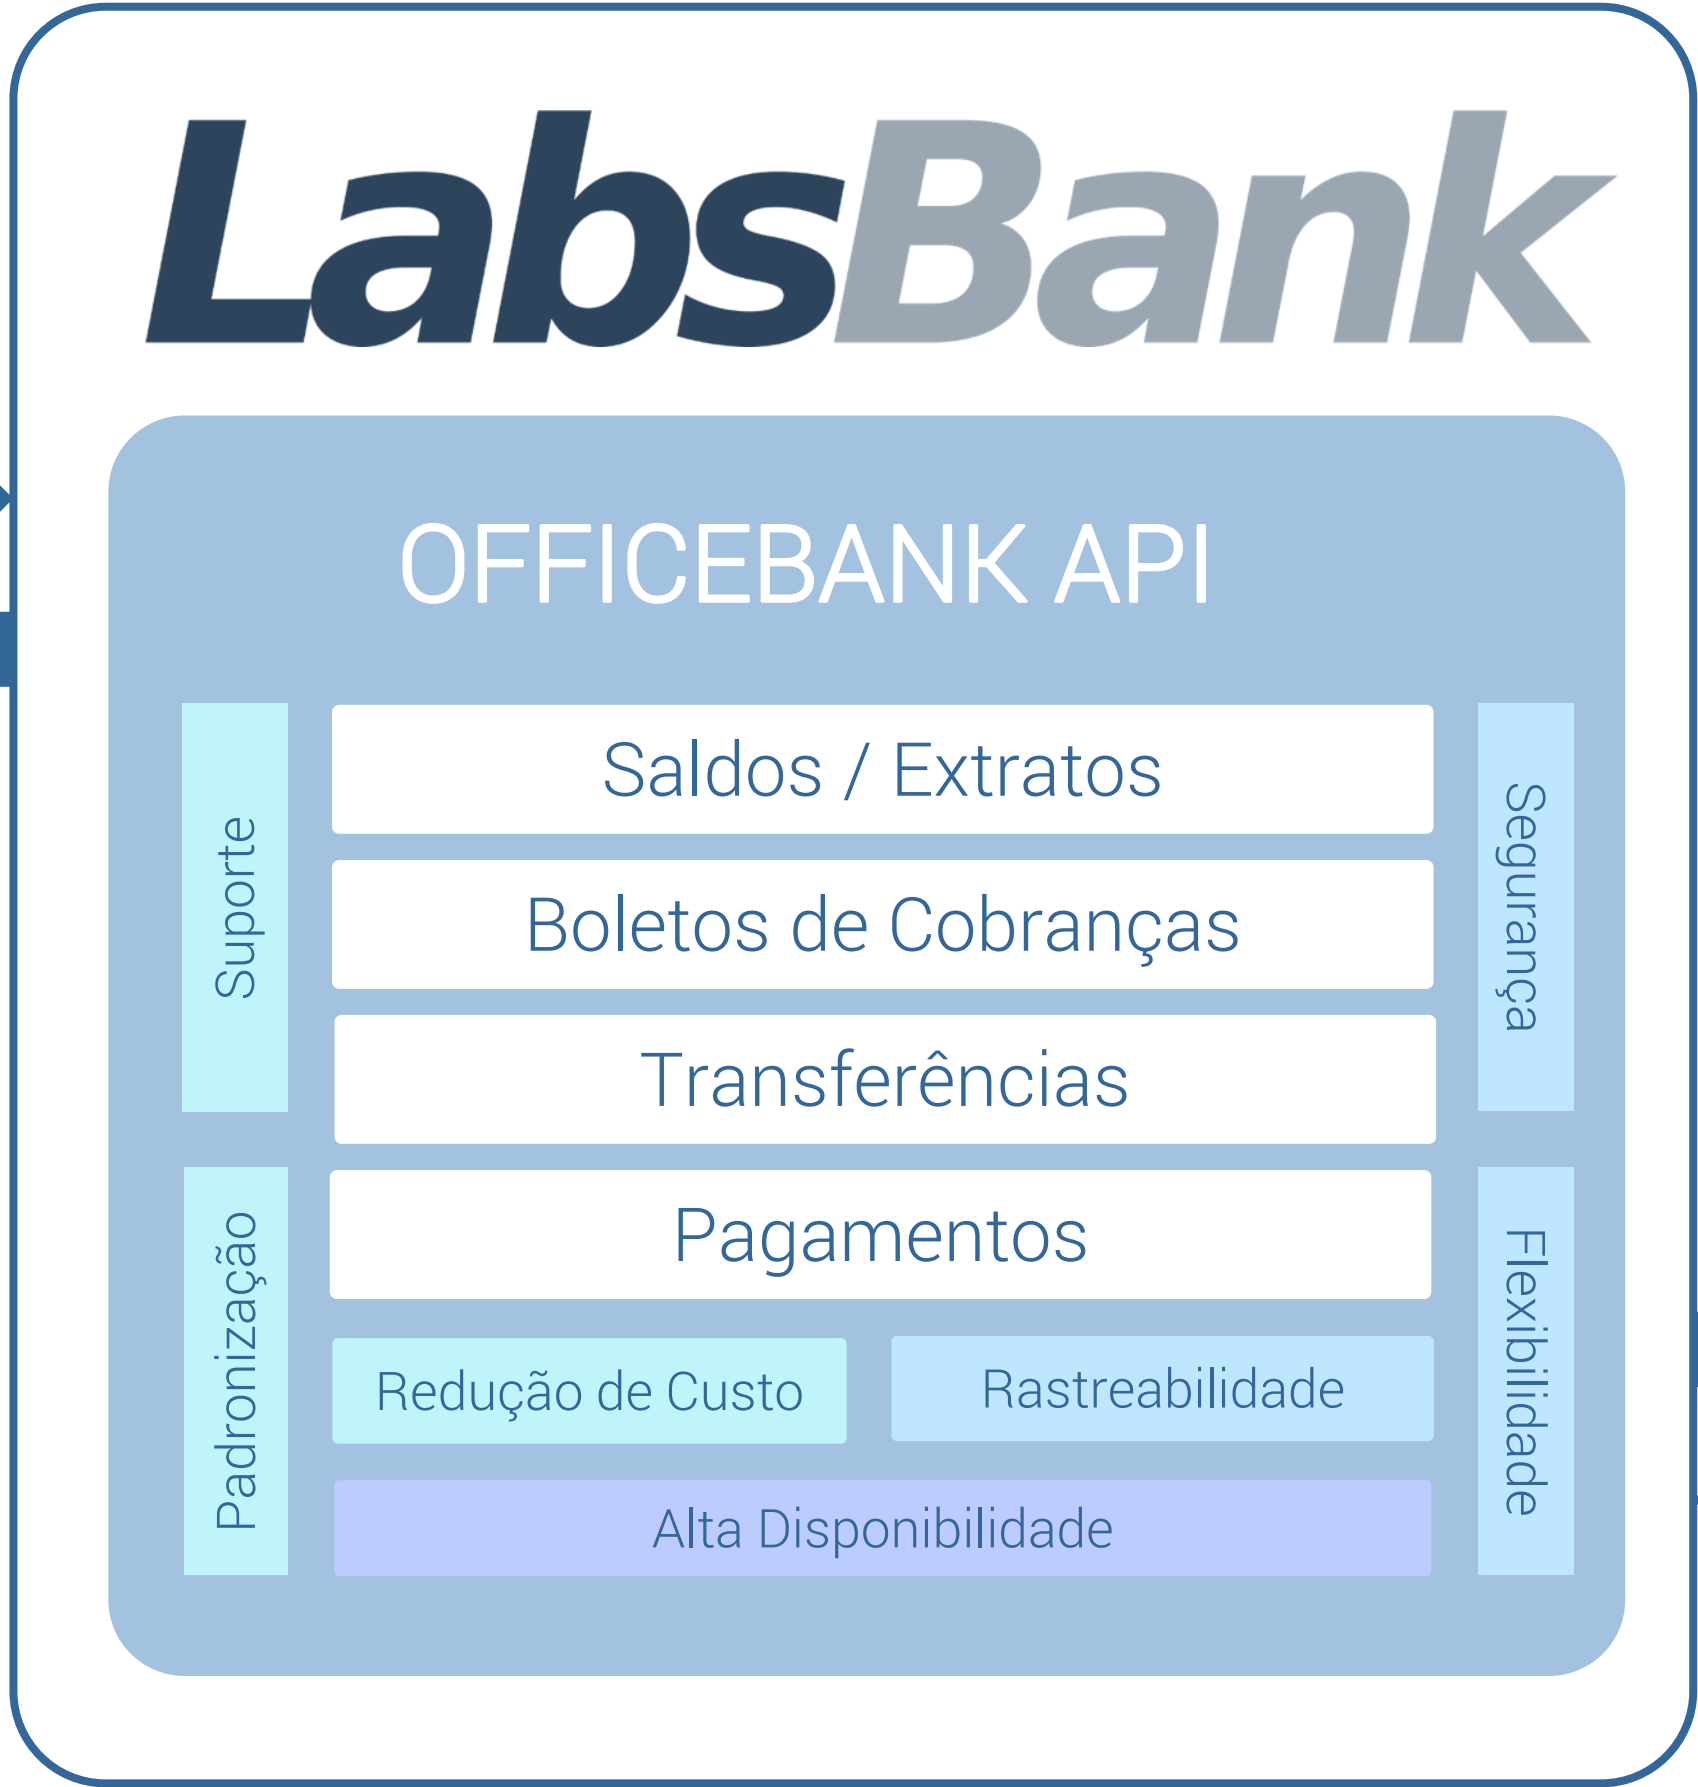 LabsBank
OFFICEBANK API
Suporte
Saldos / Extratos
Segurança
Boletos de Cobranças
Transferências
Padronização
Pagamentos
Flexibilidade
Redução de Custo
Rastreabilidade
Alta Disponibilidade